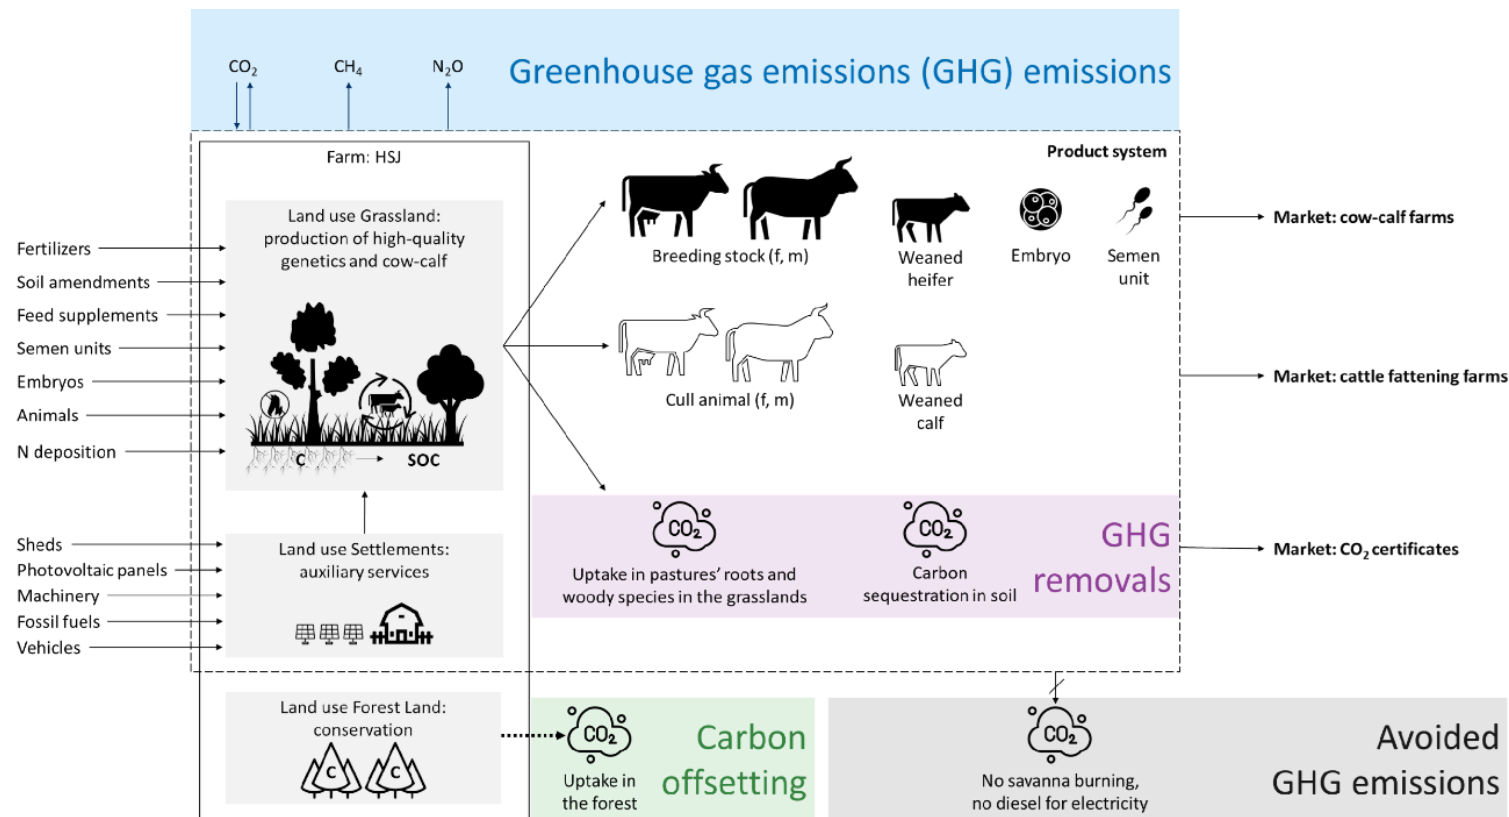 CO₂
CH₄
N₂O
Greenhouse gas emissions (GHG) emissions
Farm: HSJ
Product system
Land use Grassland:
production of high-quality
genetics and cow-calf
Fertilizers
Soil amendments
Feed supplements
Semen units
Embryos
Animals
N deposition
C
SOC
Breeding stock (f, m)
Weaned
heifer
Embryo
Semen
unit
Market: cow-calf farms
Cull animal (f, m)
Weaned
calf
Market: cattle fattening farms
Sheds
Photovoltaic panels
Machinery
Fossil fuels
Vehicles
Land use Settlements:
auxiliary services
CO₂
Uptake in pastures’ roots and
woody species in the grasslands
CO₂
Carbon
sequestration in soil
GHG
removals
Market: CO₂ certificates
Land use Forest Land:
conservation
C
C
CO₂
Uptake in
the forest
Carbon
offsetting
CO₂
No savanna burning,
no diesel for electricity
Avoided
GHG emissions